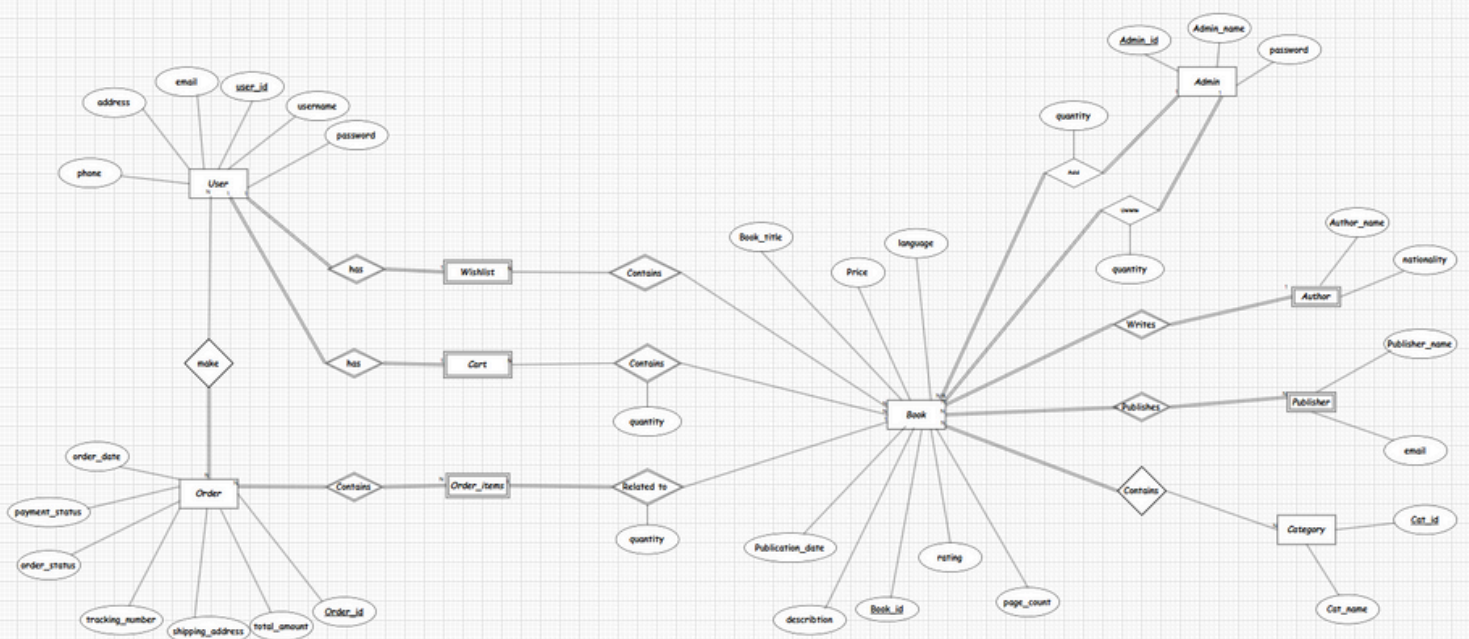 Admin_id
Admin_name
password
Admin
email
user_id
address
username
password
phone
User
quantity
Book_title
Price
language
Author_name
nationality
Author
has
Wishlist
Contains
quantity
Writes
Publisher_name
make
has
Cart
Contains
quantity
Book
Publishes
Publisher
email
order_date
Order
Contains
Order_items
Related to
Contains
payment_status
order_status
quantity
Publication_date
rating
Category
Cat_id
tracking_number
shipping_address
total_amount
Order_id
describtion
Book_id
page_count
Cat_name